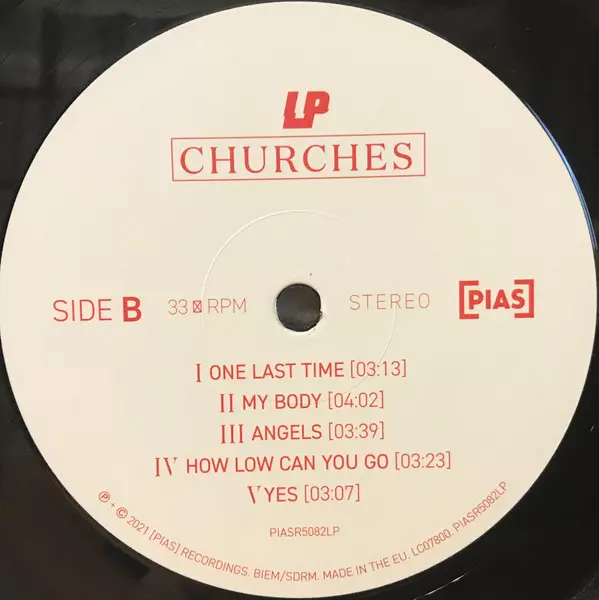 LP
CHURCHES
SIDE B 33 RPM STEREO [PIAS]
I ONE LAST TIME [03:13]
II MY BODY [04:02]
III ANGELS [03:39]
IV HOW LOW CAN YOU GO [03:23]
V YES [03:07]
PIASR5082LP
℗ + © 2021 [PIAS] RECORDINGS. BIEM/SDRM. MADE IN THE EU. LC07800. PIASR5082LP